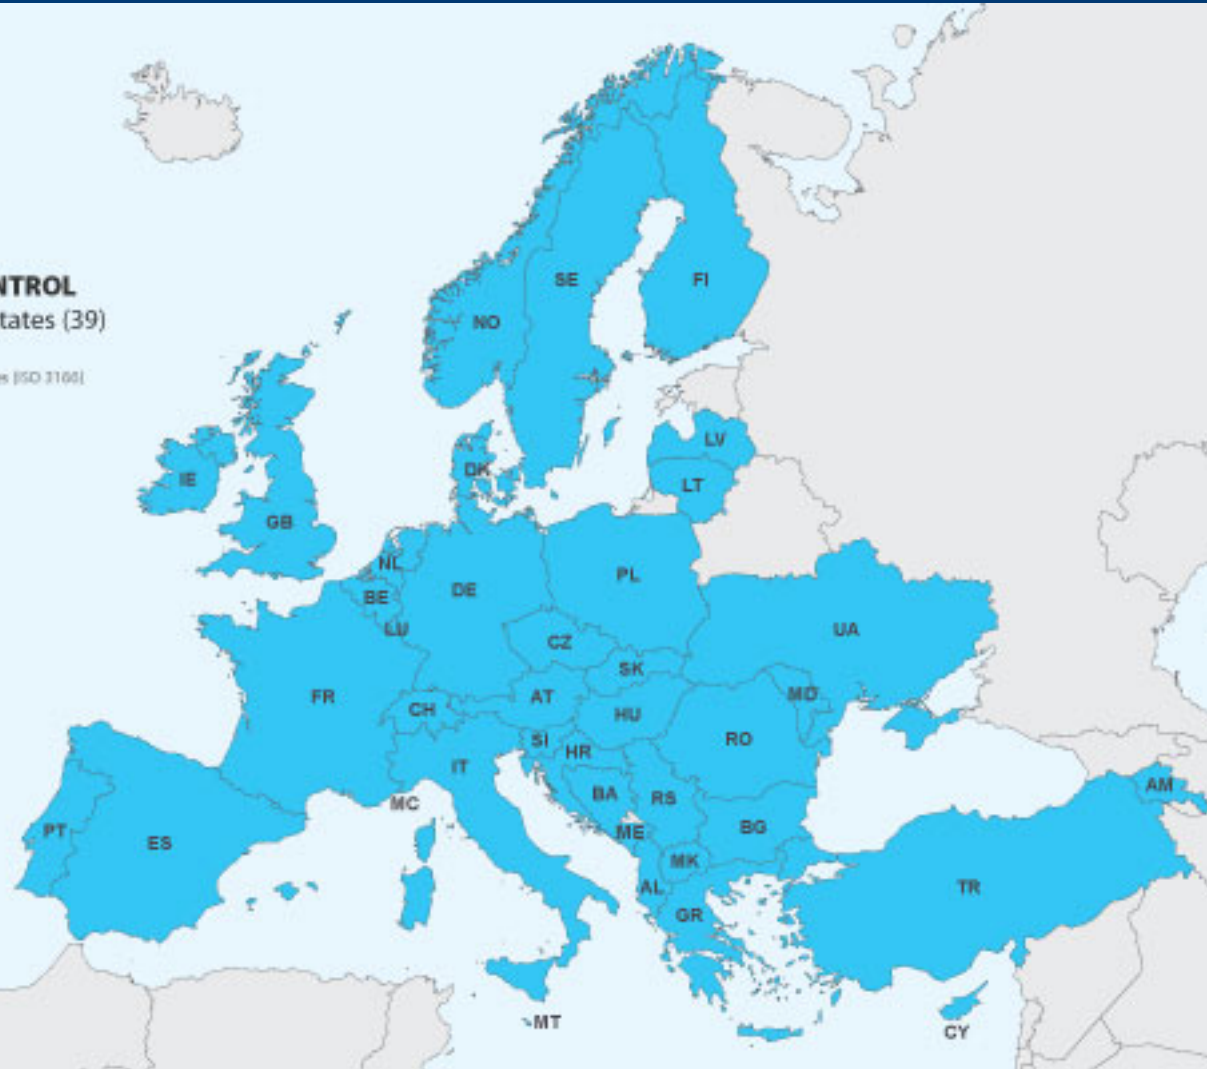 NTROL
tates (39)
s (ISO 3166)
NO
SE
FI
LV
LT
IE
DK
GB
NL
BE
DE
PL
LU
CZ
UA
SK
FR
CH
AT
HU
MD
SI
HR
RO
IT
BA
RS
AM
MC
PT
ES
ME
BG
MK
AL
TR
GR
MT
CY